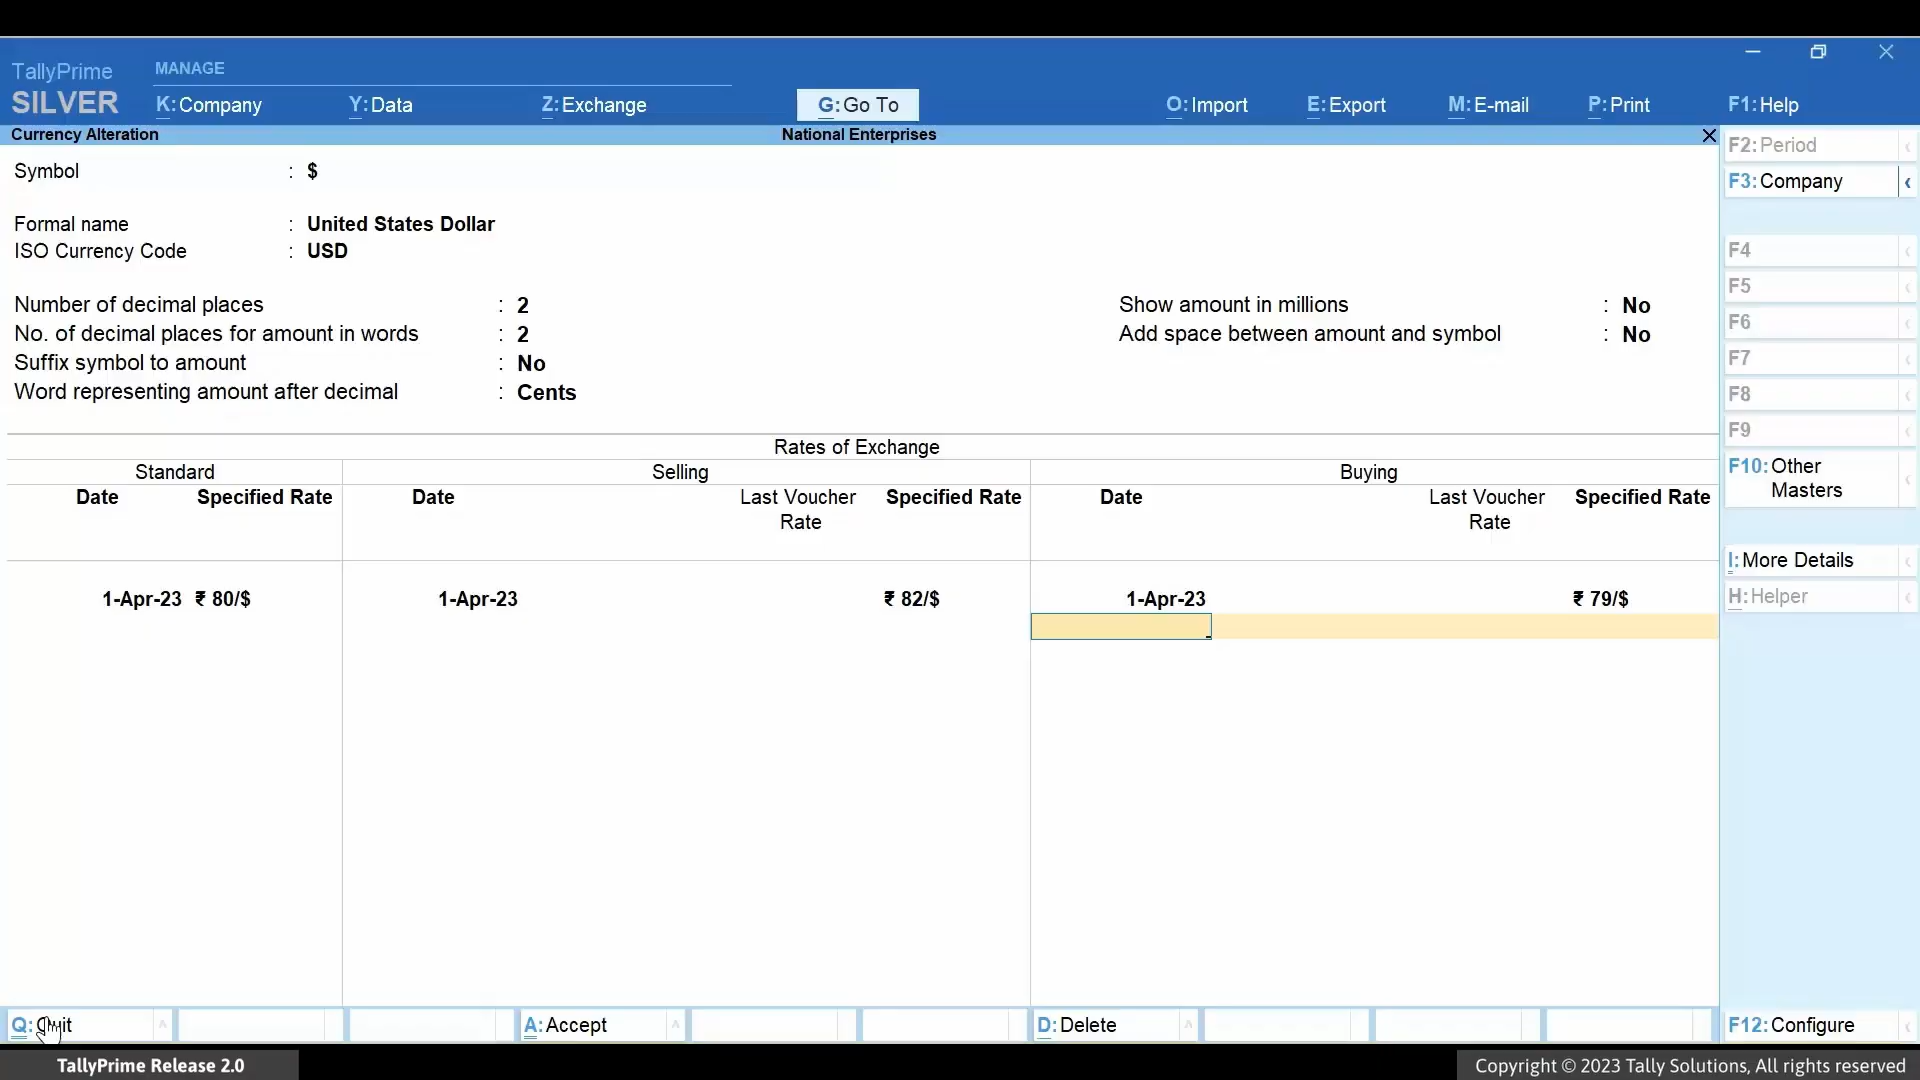 TallyPrime
SILVER
MANAGE
K: Company
Y: Data
Z: Exchange
G: Go To
O: Import
E: Export
M: E-mail
P: Print
F1: Help
Currency Alteration
National Enterprises
Symbol : $
Formal name : United States Dollar
ISO Currency Code : USD
Number of decimal places : 2
No. of decimal places for amount in words : 2
Suffix symbol to amount : No
Word representing amount after decimal : Cents
Show amount in millions : No
Add space between amount and symbol : No
Rates of Exchange
Standard
Selling
Buying
Date
Specified Rate
Date
Last Voucher
Rate
Specified Rate
Date
Last Voucher
Rate
Specified Rate
1-Apr-23 ₹ 80/$
1-Apr-23 ₹ 82/$
1-Apr-23 ₹ 79/$
F2: Period
F3: Company
F4
F5
F6
F7
F8
F9
F10: Other
Masters
I: More Details
H: Helper
Q: Quit
A: Accept
D: Delete
F12: Configure
TallyPrime Release 2.0
Copyright © 2023 Tally Solutions, All rights reserved